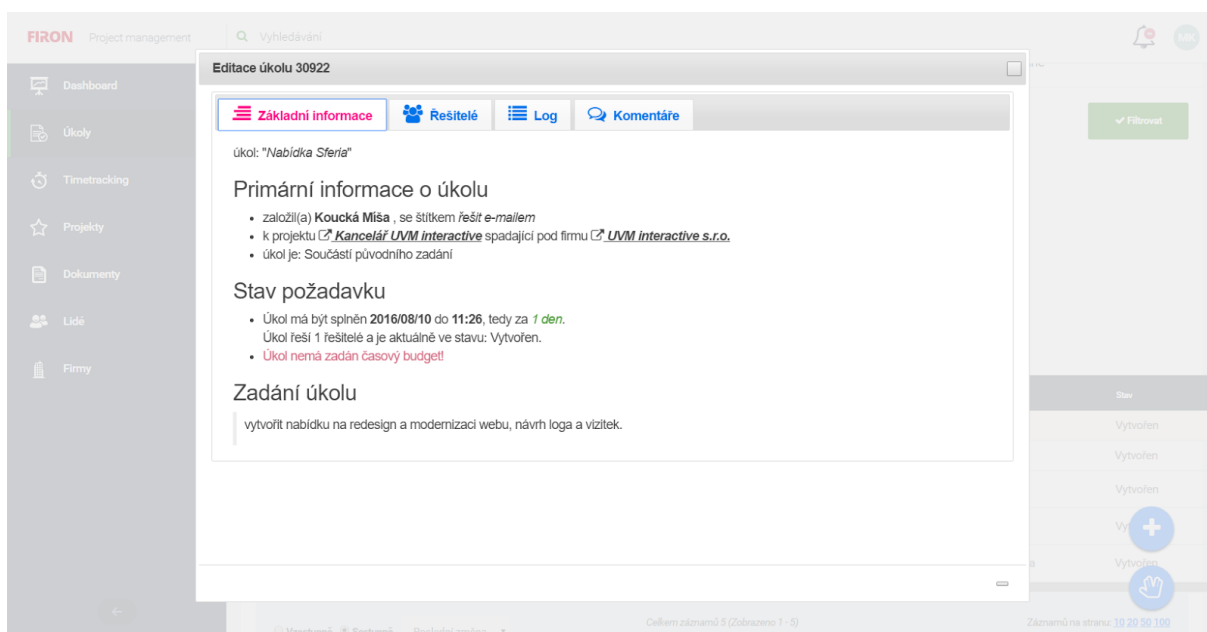 FIRON Project management
Vyhledávání
MK
Editace úkolu 30922
Dashboard
Úkoly
Timetracking
Projekty
Dokumenty
Lidé
Firmy
Základní informace
Řešitelé
Log
Komentáře
Filtrovat
úkol: "Nabídka Sferia"
Primární informace o úkolu
založil(a) Koucká Míša , se štítkem řešit e-mailem
k projektu Kancelář UVM interactive spadající pod firmu UVM interactive s.r.o.
úkol je: Součástí původního zadání
Stav požadavku
Úkol má být splněn 2016/08/10 do 11:26, tedy za 1 den.
Úkol řeší 1 řešitelé a je aktuálně ve stavu: Vytvořen.
Úkol nemá zadán časový budget!
Zadání úkolu
vytvořit nabídku na redesign a modernizaci webu, návrh loga a vizitek.
Stav
Vytvořen
Vytvořen
Vytvořen
Vytvořen
Vzestupně Sestupně Poslední změna
Celkem záznamů 5 (Zobrazeno 1 - 5)
Záznamů na stranu: 10 20 50 100